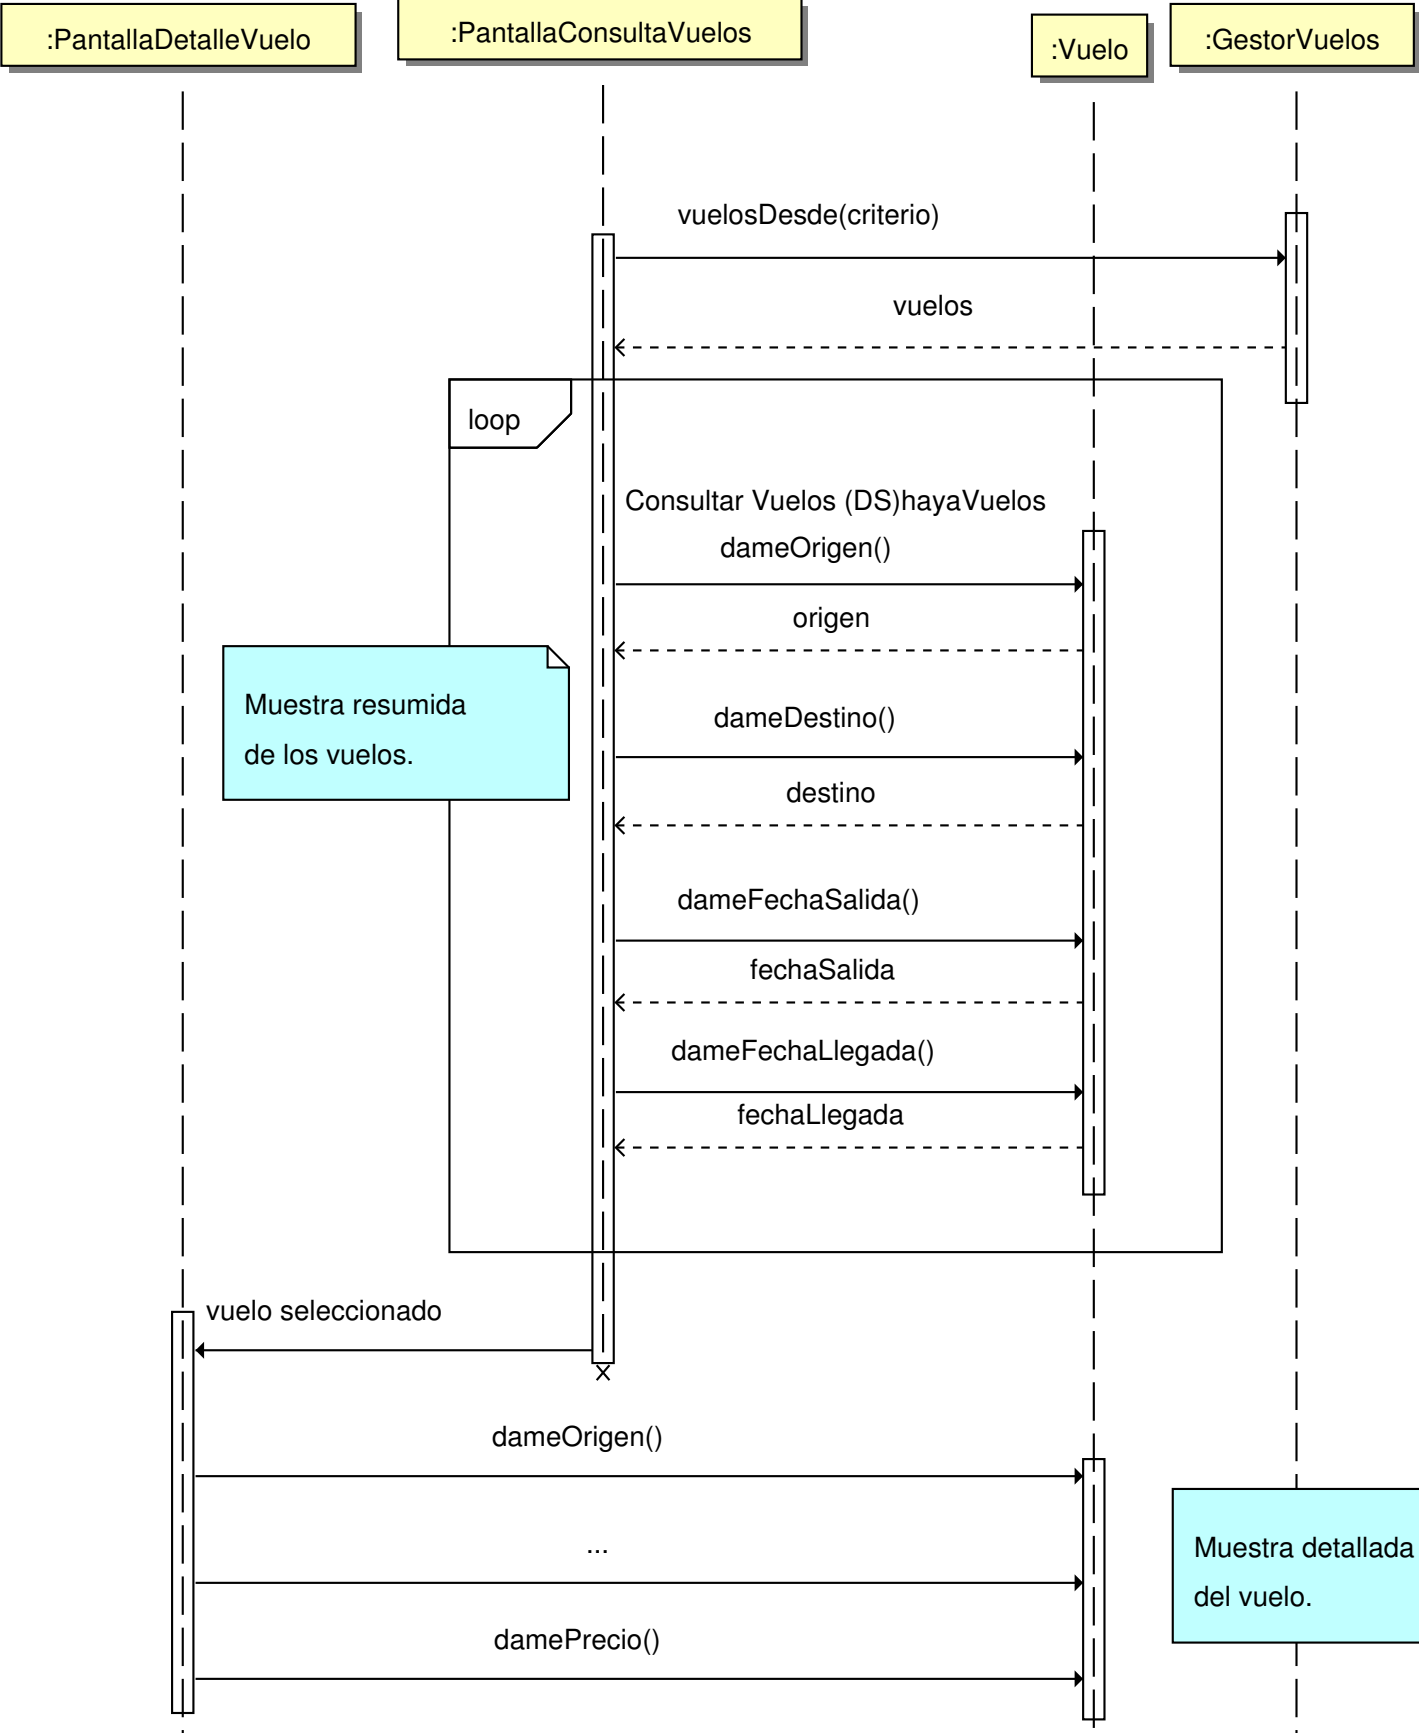 :PantallaDetalleVuelo
:PantallaConsultaVuelos
:Vuelo
:GestorVuelos
vuelosDesde(criterio)
vuelos
loop
Consultar Vuelos (DS)hayaVuelos
dameOrigen()
origen
Muestra resumida
de los vuelos.
dameDestino()
destino
dameFechaSalida()
fechaSalida
dameFechaLlegada()
fechaLlegada
vuelo seleccionado
dameOrigen()
...
Muestra detallada
del vuelo.
damePrecio()